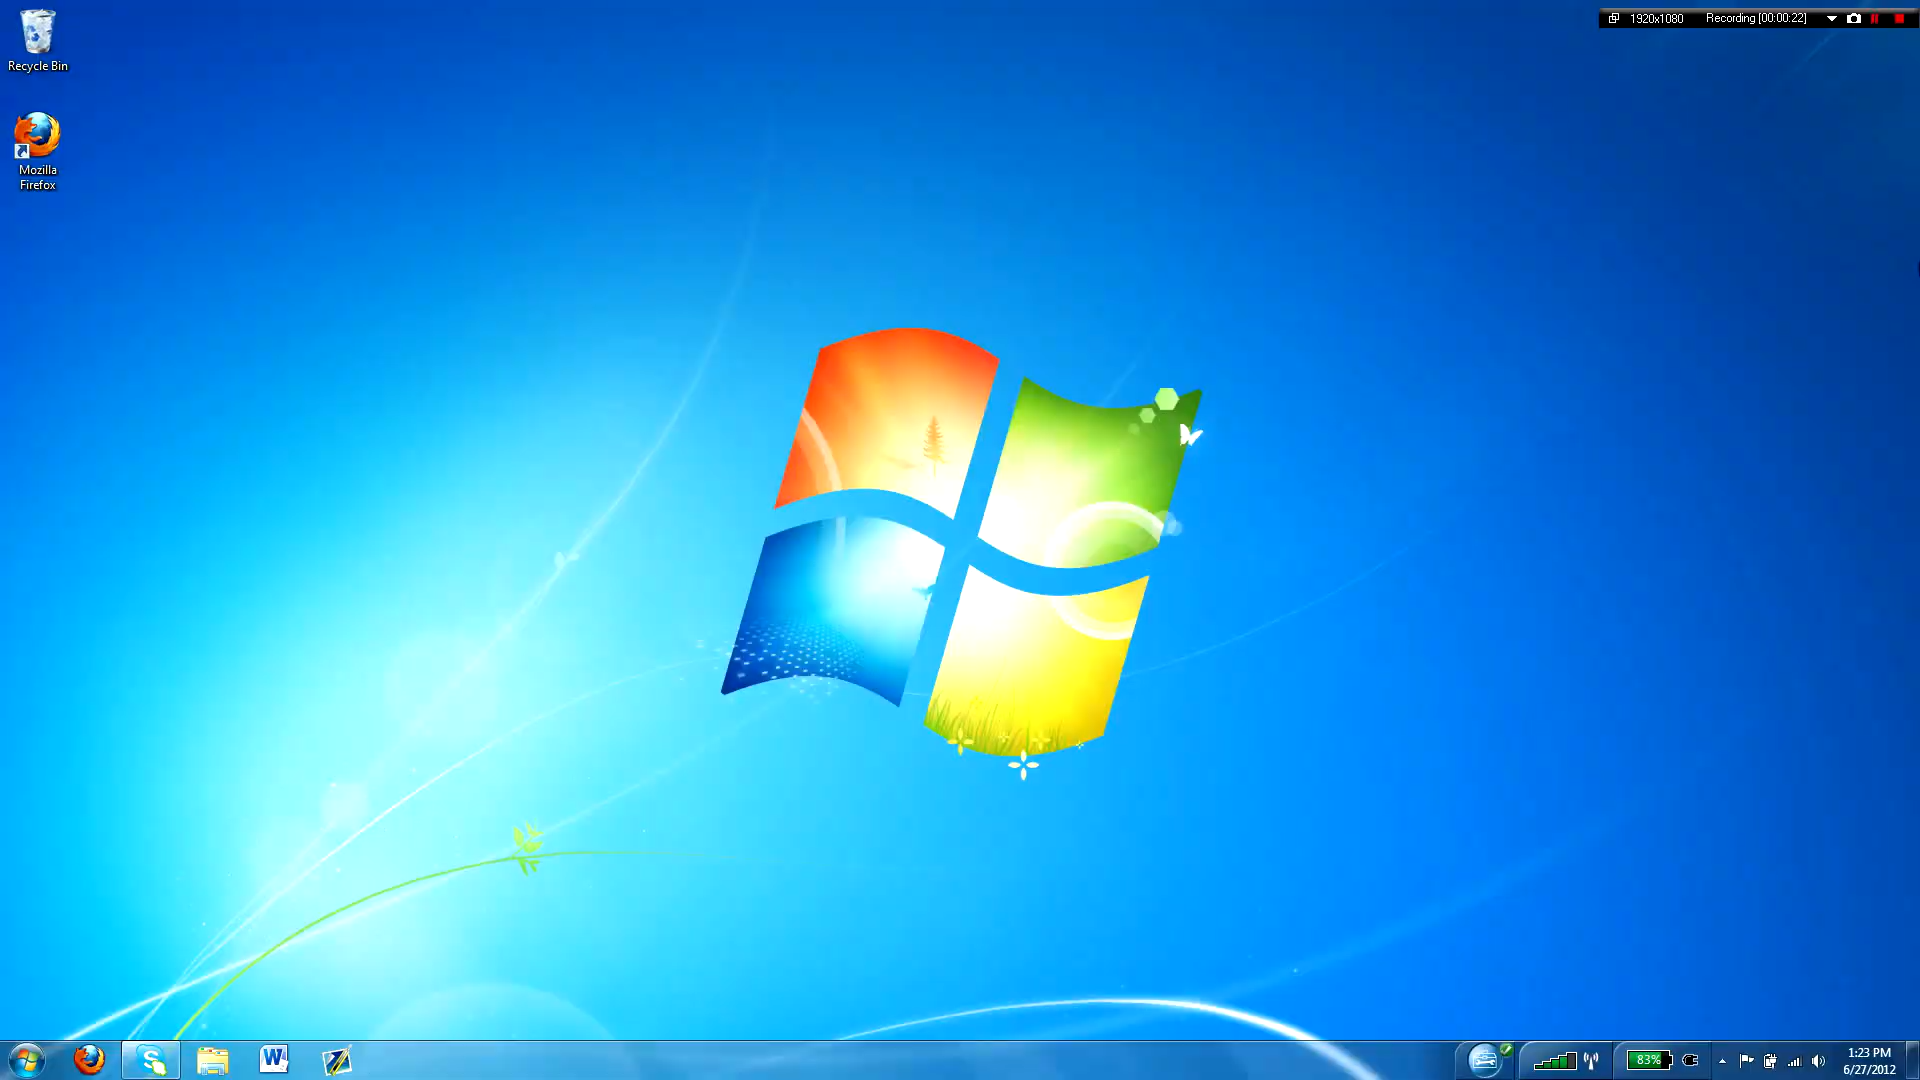 1920x1080 Recording [00:00:22]
Recycle Bin
Mozilla
Firefox
S
W
83%
1:23 PM
6/27/2012